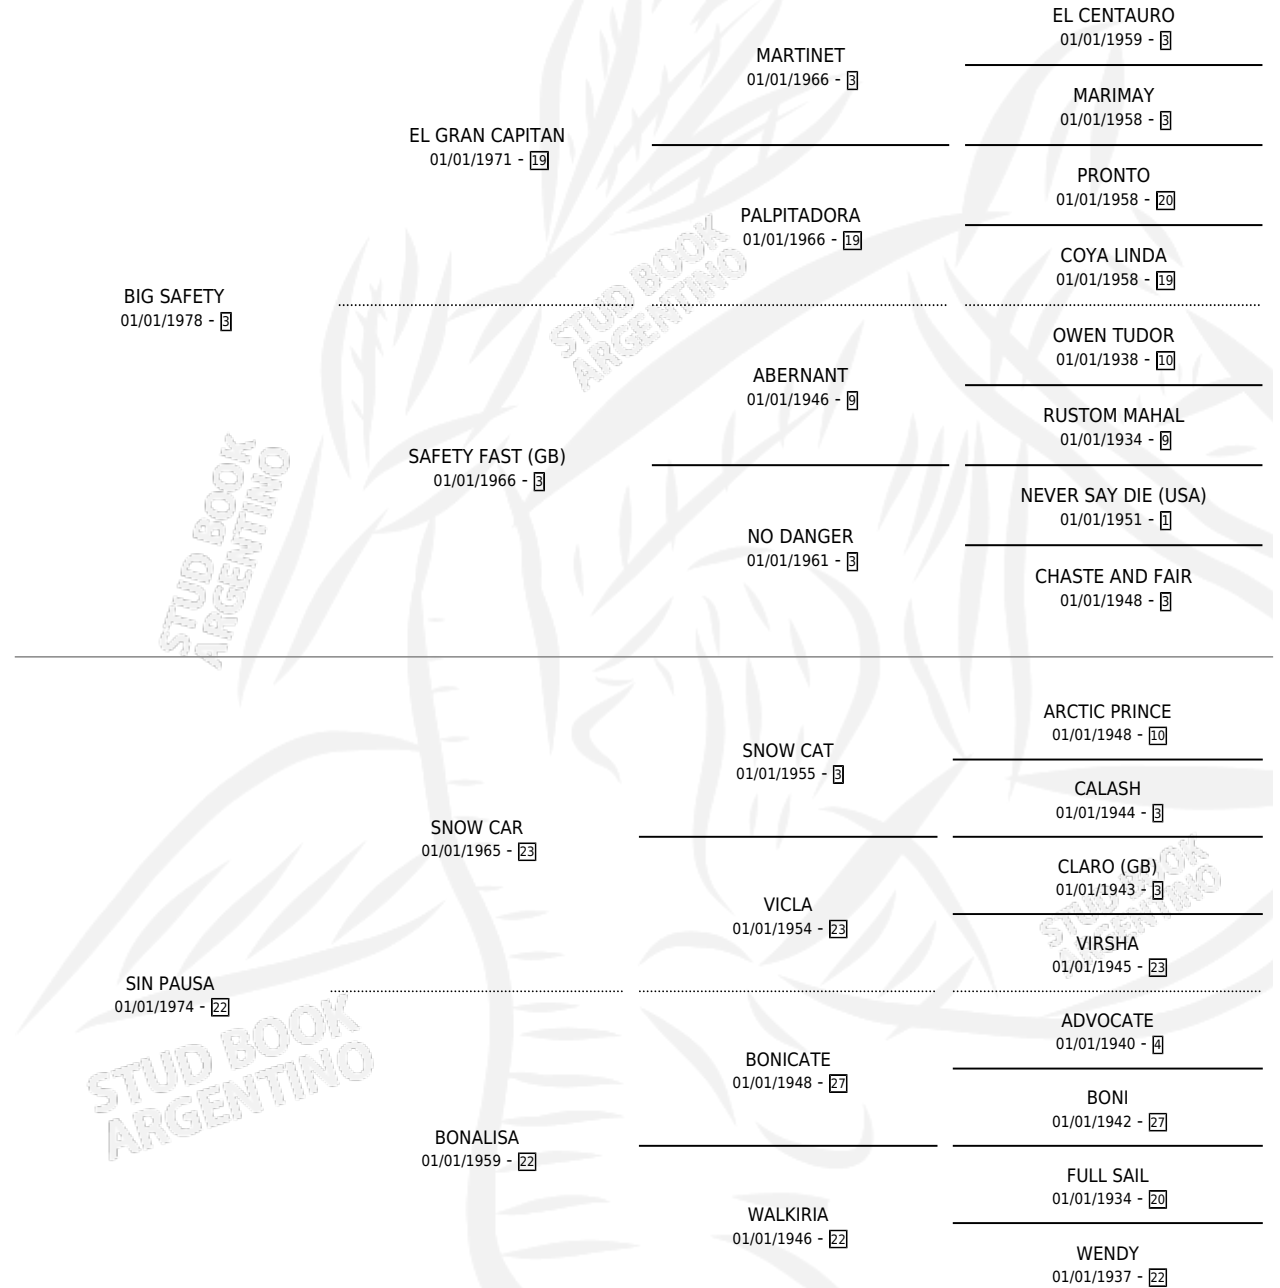 EL CENTAURO
01/01/1959 - 3
MARTINET
01/01/1966 - 3
MARIMAY
01/01/1958 - 3
EL GRAN CAPITAN
01/01/1971 - 19
PRONTO
01/01/1958 - 20
PALPITADORA
01/01/1966 - 19
COYA LINDA
01/01/1958 - 19
STUD BOOK
ARGENTINO
BIG SAFETY
01/01/1978 - 3
OWEN TUDOR
01/01/1938 - 10
ABERNANT
01/01/1946 - 9
RUSTOM MAHAL
01/01/1934 - 9
SAFETY FAST (GB)
01/01/1966 - 3
NEVER SAY DIE (USA)
01/01/1951 - 1
NO DANGER
01/01/1961 - 3
CHASTE AND FAIR
01/01/1948 - 3
STUD BOOK
ARGENTINO
ARCTIC PRINCE
01/01/1948 - 10
SNOW CAT
01/01/1955 - 3
CALASH
01/01/1944 - 3
SNOW CAR
01/01/1965 - 23
CLARO (GB)
01/01/1943 - 3
VICLA
01/01/1954 - 23
VIRSHA
01/01/1945 - 23
STUD BOOK
ARGENTINO
SIN PAUSA
01/01/1974 - 22
ADVOCATE
01/01/1940 - 4
BONICATE
01/01/1948 - 27
BONI
01/01/1942 - 27
STUD BOOK
ARGENTINO
BONALISA
01/01/1959 - 22
FULL SAIL
01/01/1934 - 20
WALKIRIA
01/01/1946 - 22
WENDY
01/01/1937 - 22